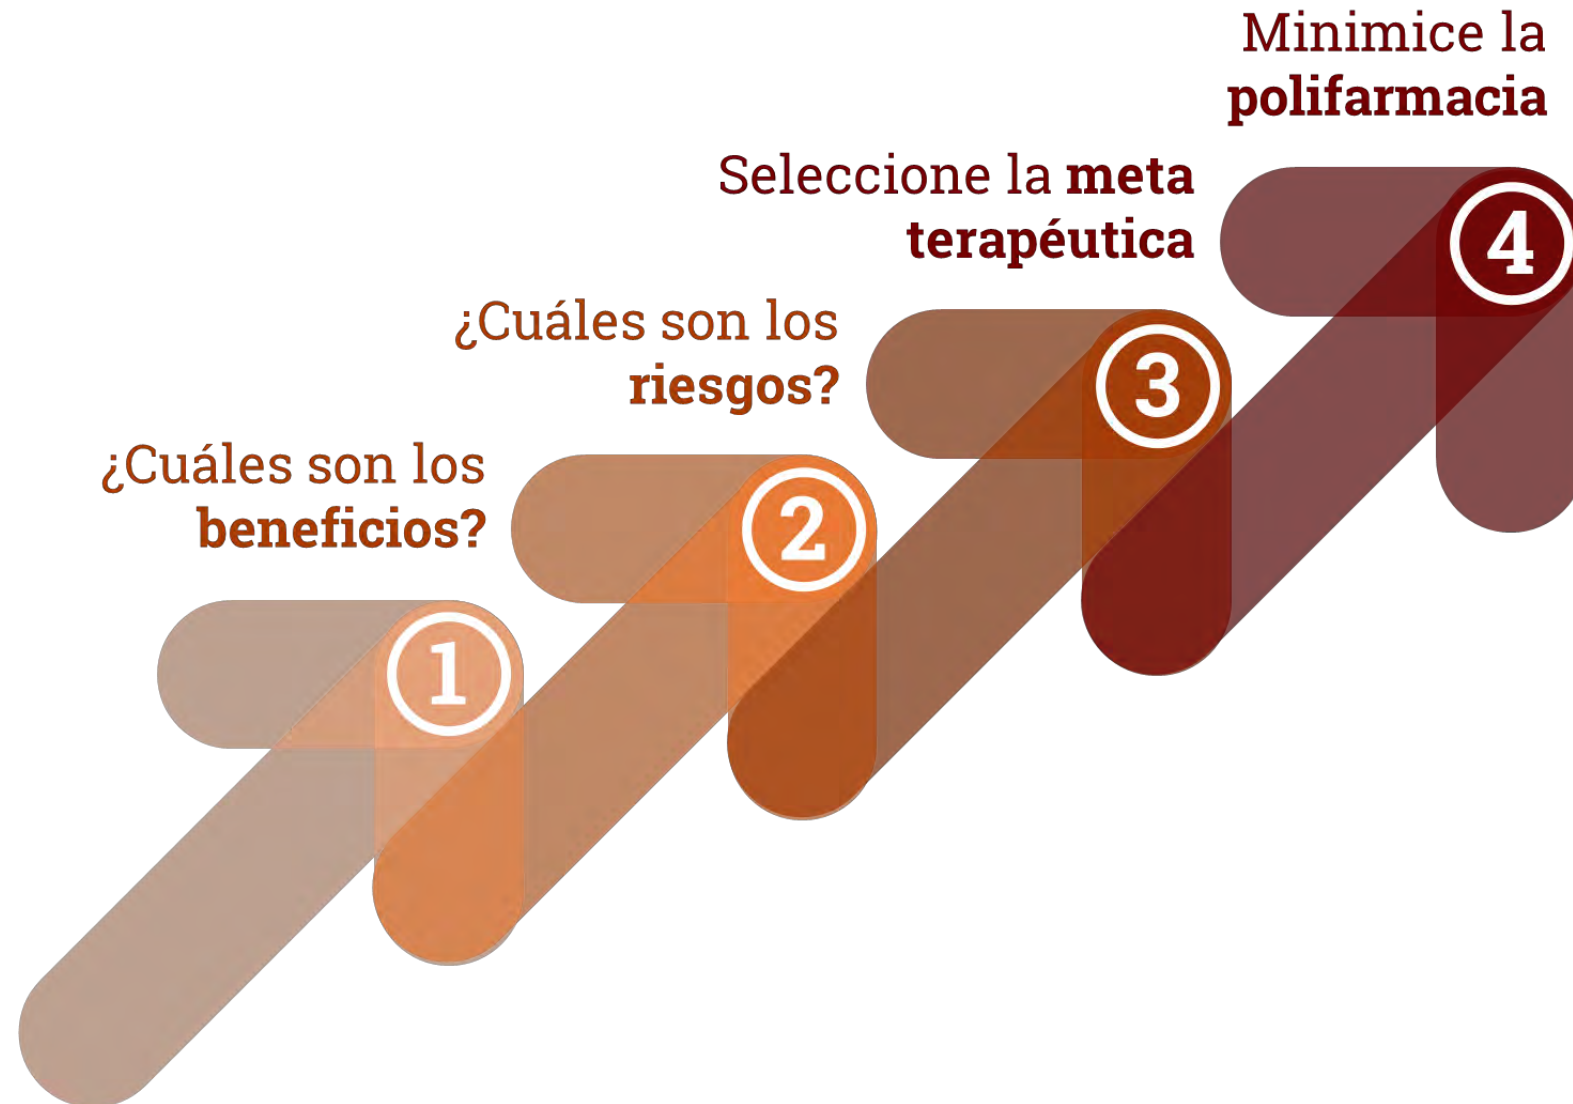 Minimice la
polifarmacia
4
Seleccione la meta
terapéutica
3
¿Cuáles son los
riesgos?
2
¿Cuáles son los
beneficios?
1